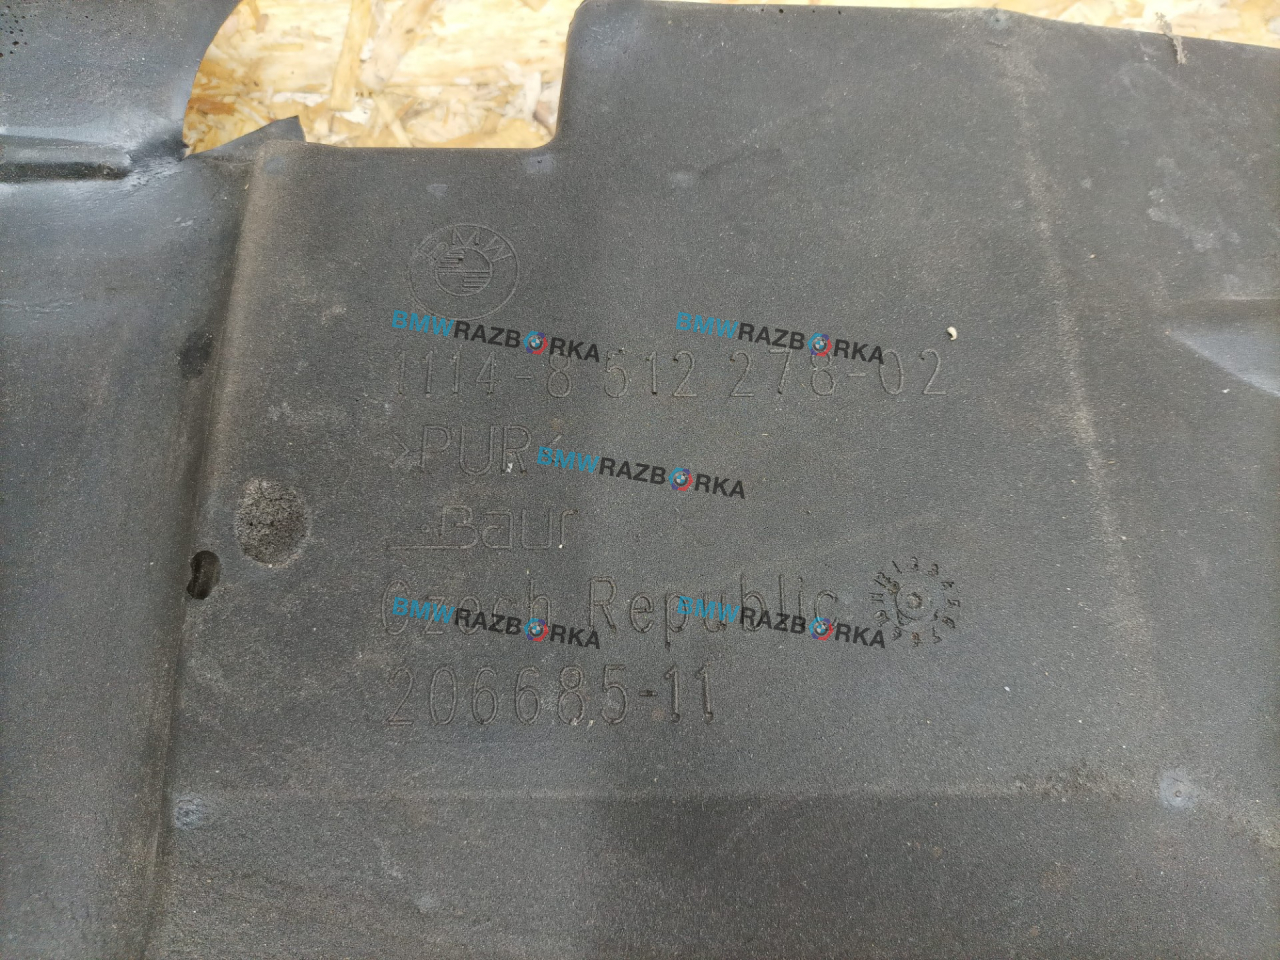 BMW
BMWRAZBORKA BMWRAZBORKA
1114-8 512 278-02
>PUR<
BMWRAZBORKA
Baur
Czech Republic
BMWRAZBORKA BMWRAZBORKA
206685-11